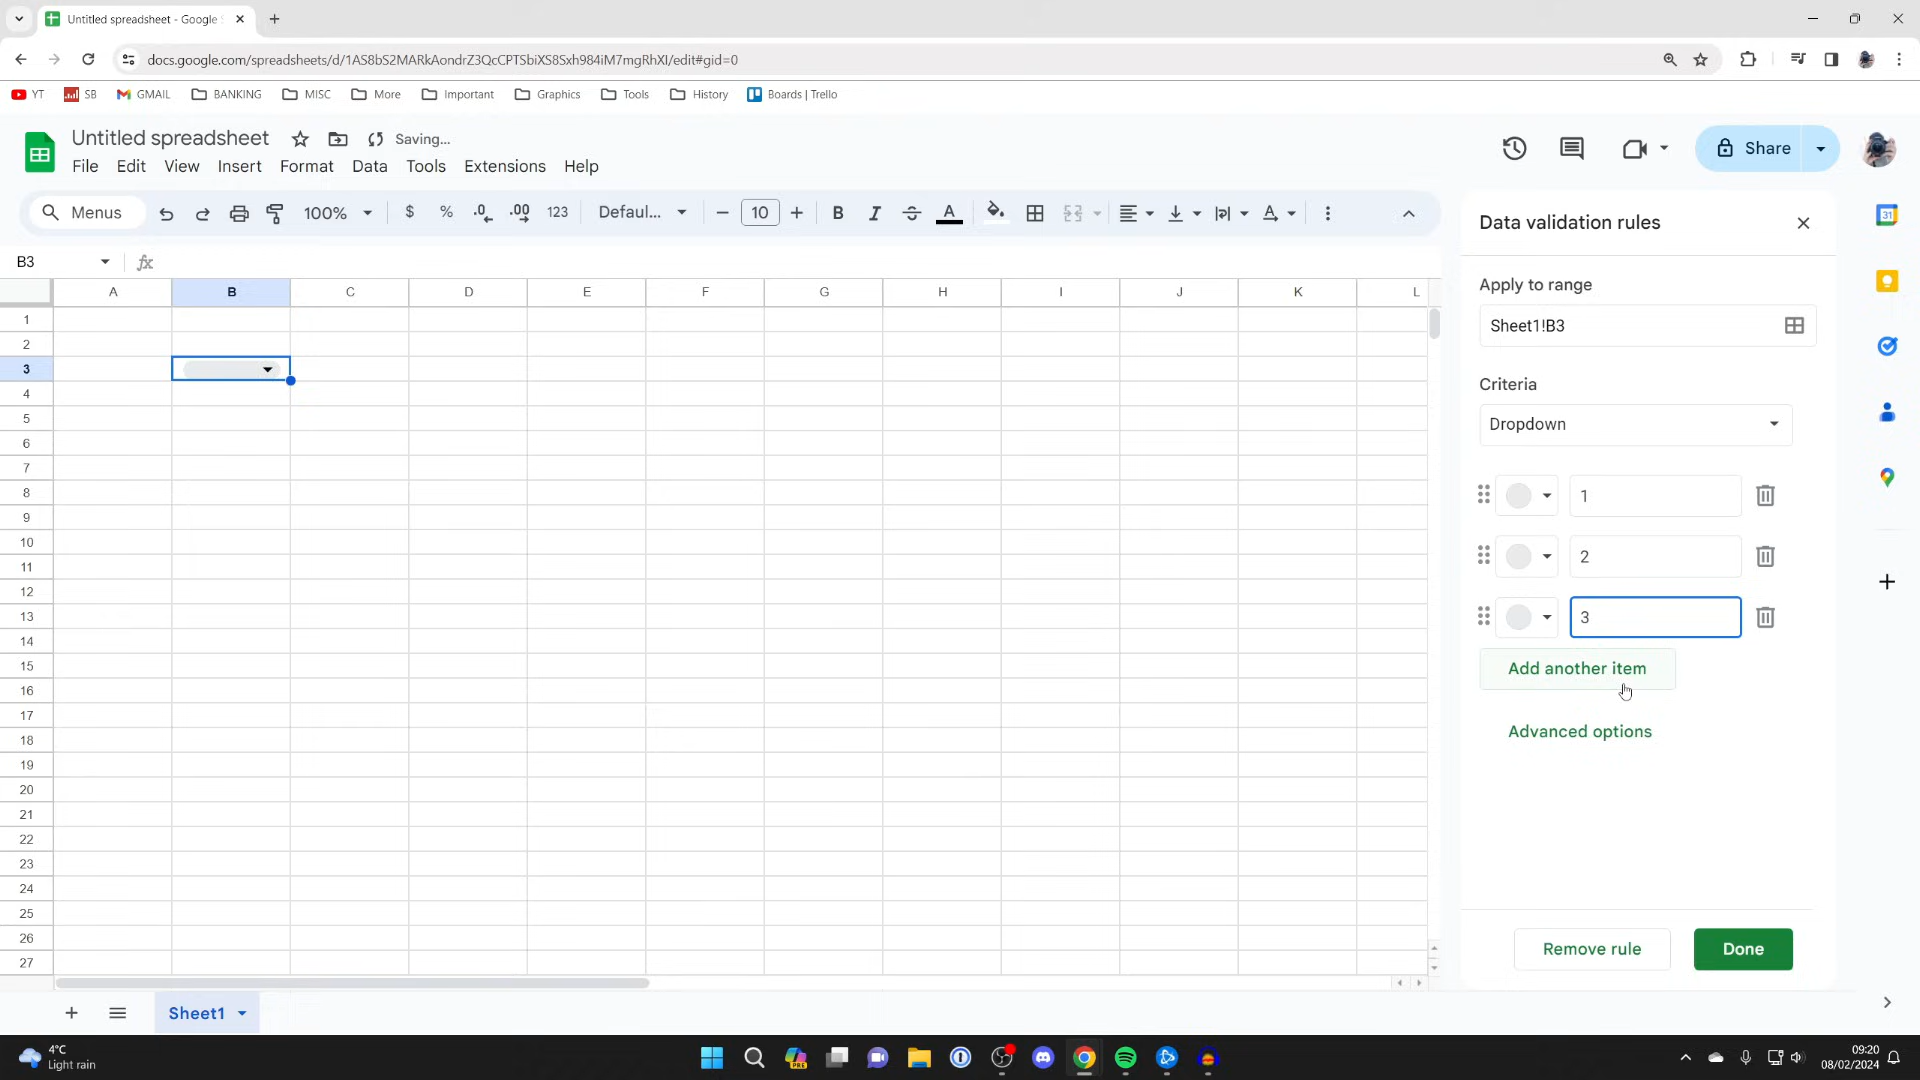 Untitled spreadsheet - Google
docs.google.com/spreadsheets/d/1AS8bS2MARkAondrZ3QcCPTSbiXS8Sxh984iM7mgRhXI/edit#gid=0
YT SB GMAIL BANKING MISC More Important Graphics Tools History Boards | Trello
Untitled spreadsheet Saving...
File Edit View Insert Format Data Tools Extensions Help
Share
Menus 100% $ % .0 .00 123 Defaul... 10 B I A
B3 fx
A B C D E F G H I J K L
1
2
3
4
5
6
7
8
9
10
11
12
13
14
15
16
17
18
19
20
21
22
23
24
25
26
27
Data validation rules
Apply to range
Sheet1!B3
Criteria
Dropdown
1
2
3
Add another item
Advanced options
Remove rule Done
31
Sheet1
4°C
Light rain
PRE
09:20
08/02/2024